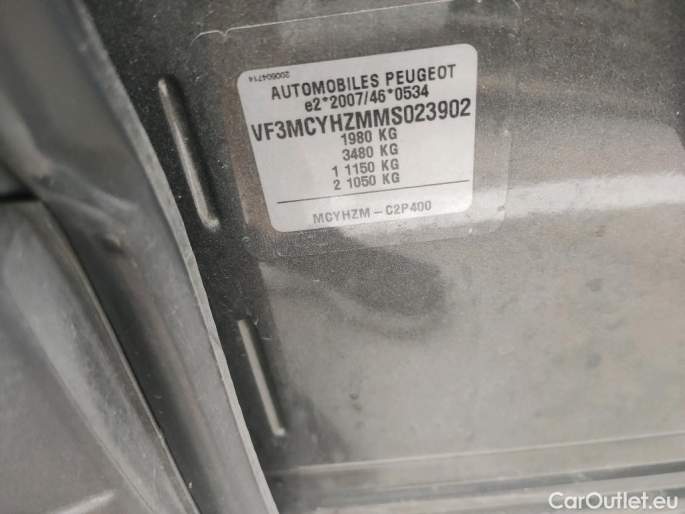 200604714
AUTOMOBILES PEUGEOT
e2*2007/46*0534
VF3MCYHZMMS023902
1980 KG
3480 KG
1 1150 KG
2 1050 KG
MCYHZM - C2P400
CarOutlet.eu